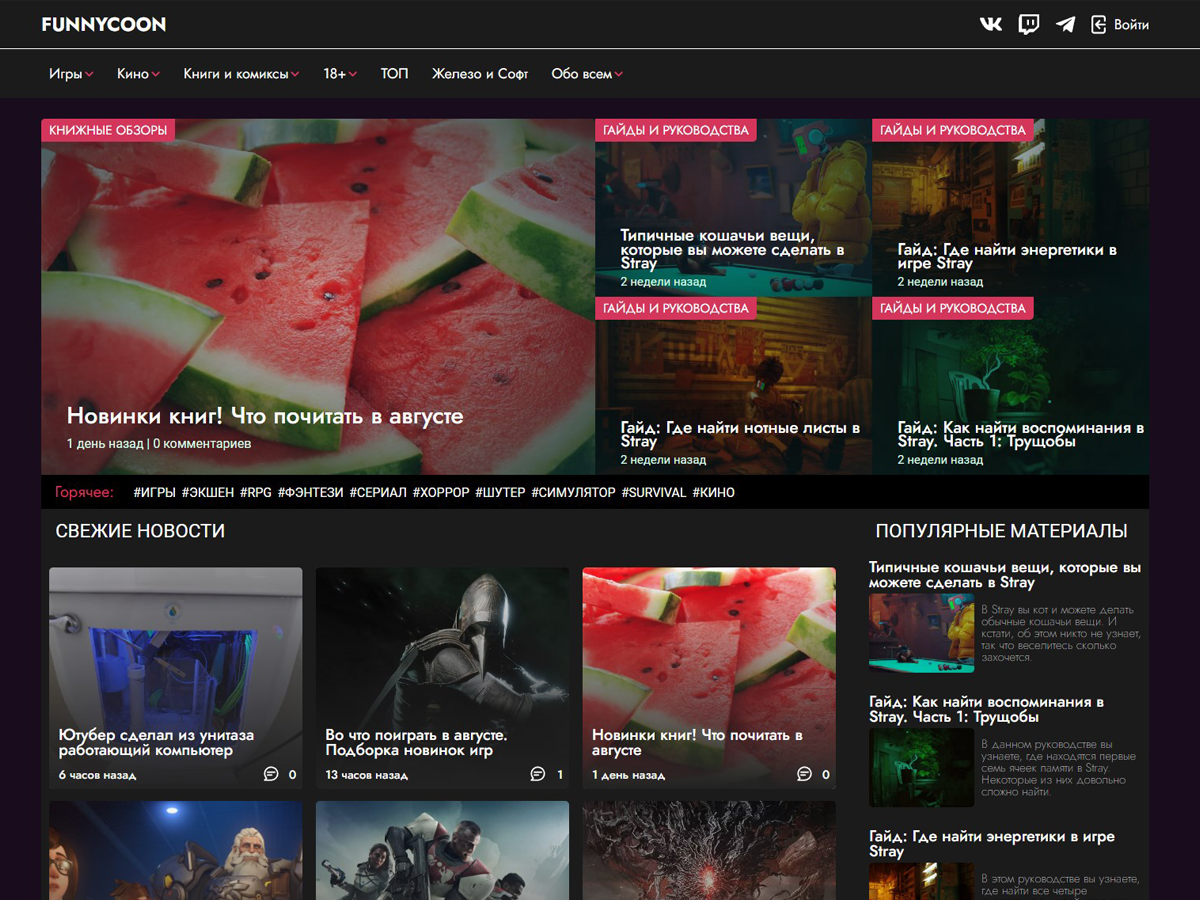 FUNNYCOON
Войти
Игры
Кино
Книги и комиксы
18+
ТОП
Железо и Софт
Обо всем
КНИЖНЫЕ ОБЗОРЫ
Новинки книг! Что почитать в августе
1 день назад | 0 комментариев
ГАЙДЫ И РУКОВОДСТВА
Типичные кошачьи вещи,
которые вы можете сделать в
Stray
2 недели назад
ГАЙДЫ И РУКОВОДСТВА
Гайд: Где найти энергетики в
игре Stray
2 недели назад
ГАЙДЫ И РУКОВОДСТВА
Гайд: Где найти нотные листы в
Stray
2 недели назад
ГАЙДЫ И РУКОВОДСТВА
Гайд: Как найти воспоминания в
Stray. Часть 1: Трущобы
2 недели назад
Горячее: #ИГРЫ #ЭКШЕН #RPG #ФЭНТЕЗИ #СЕРИАЛ #ХОРРОР #ШУТЕР #СИМУЛЯТОР #SURVIVAL #КИНО
СВЕЖИЕ НОВОСТИ
Ютубер сделал из унитаза
работающий компьютер
6 часов назад
0
Во что поиграть в августе.
Подборка новинок игр
13 часов назад
1
Новинки книг! Что почитать в
августе
1 день назад
0
ПОПУЛЯРНЫЕ МАТЕРИАЛЫ
Типичные кошачьи вещи, которые вы
можете сделать в Stray
В Stray вы кот и можете делать
обычные кошачьи вещи. И
кстати, об этом никто не узнает,
так что веселитесь сколько
захочется.
Гайд: Как найти воспоминания в
Stray. Часть 1: Трущобы
В данном руководстве вы
узнаете, где находятся первые
семь ячеек памяти в Stray.
Некоторые из них довольно
сложно найти.
Гайд: Где найти энергетики в игре
Stray
В этом руководстве вы узнаете,
где найти все четыре